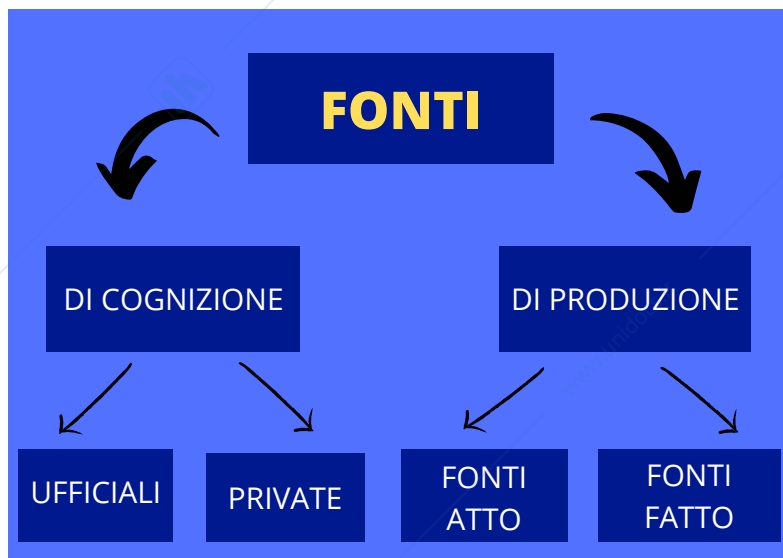 FONTI
DI COGNIZIONE
DI PRODUZIONE
UFFICIALI
PRIVATE
FONTI
ATTO
FONTI
FATTO